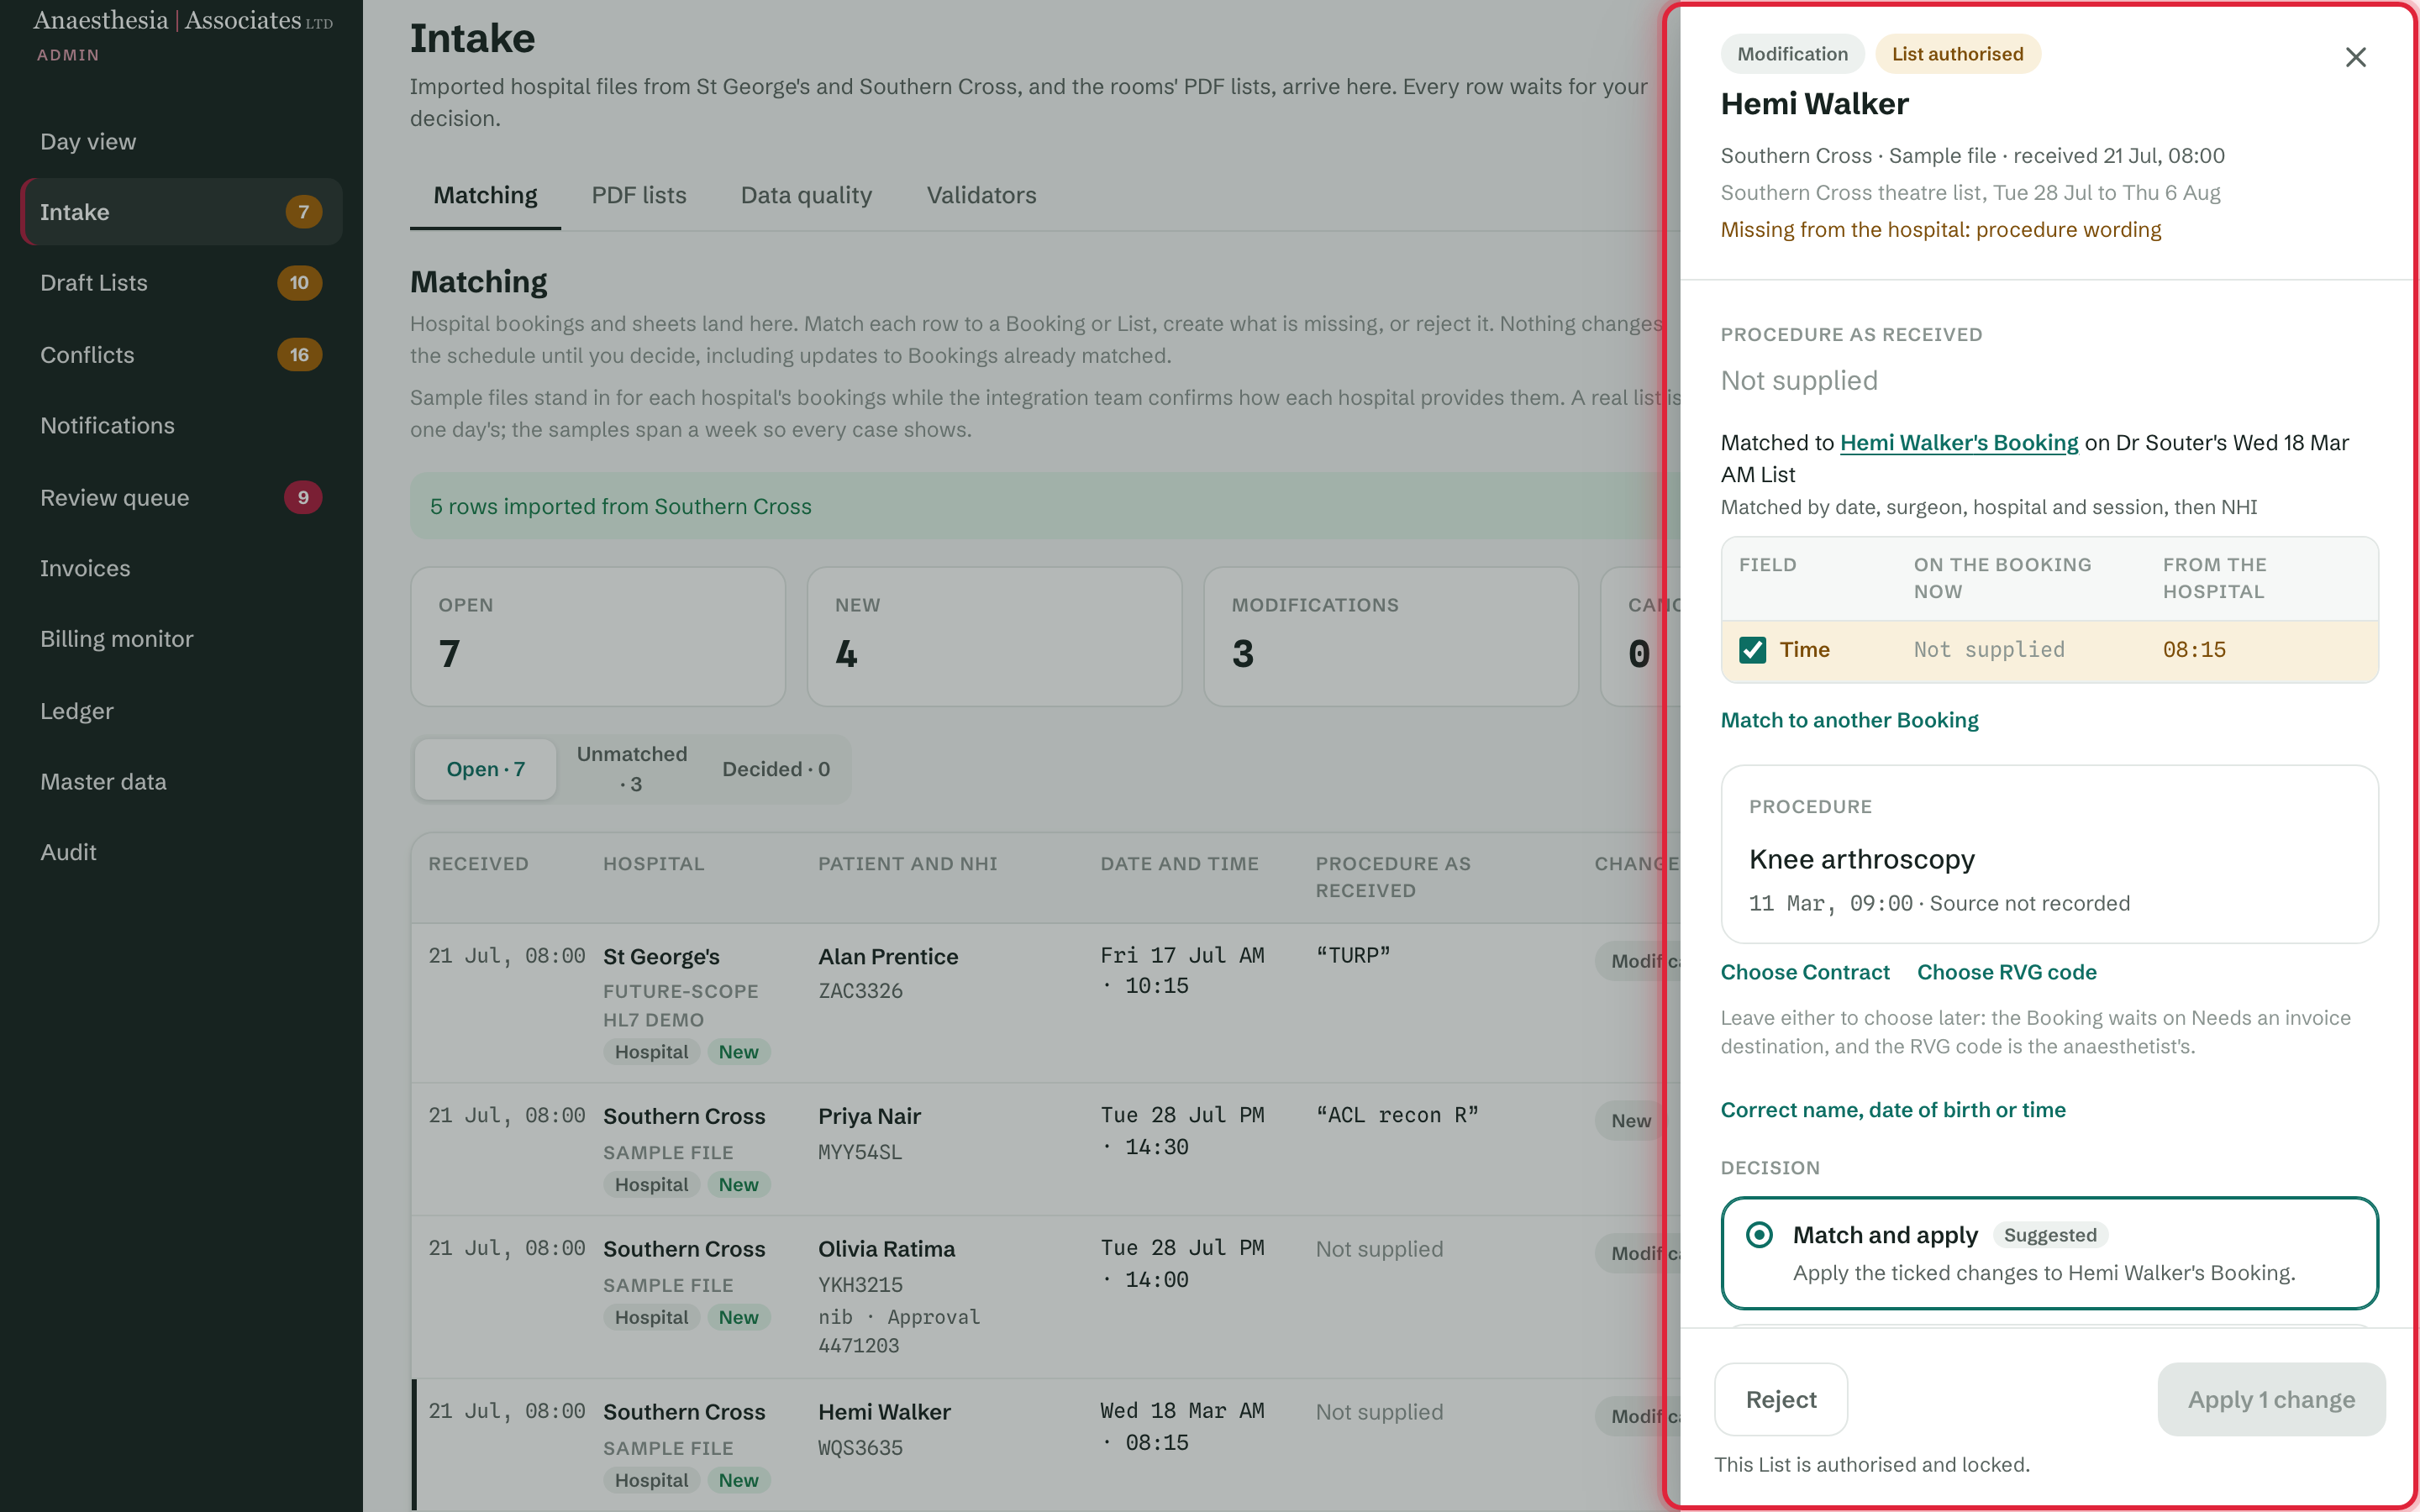 Anaesthesia | Associates LTD
ADMIN
Day view
Intake 7
Draft Lists 10
Conflicts 16
Notifications
Review queue 9
Invoices
Billing monitor
Ledger
Master data
Audit
Intake
Imported hospital files from St George's and Southern Cross, and the rooms' PDF lists, arrive here. Every row waits for your
decision.
Matching PDF lists Data quality Validators
Matching
Hospital bookings and sheets land here. Match each row to a Booking or List, create what is missing, or reject it. Nothing changes
the schedule until you decide, including updates to Bookings already matched.
Sample files stand in for each hospital's bookings while the integration team confirms how each hospital provides them. A real list is
one day's; the samples span a week so every case shows.
5 rows imported from Southern Cross
OPEN NEW MODIFICATIONS
7 4 3 0
Open · 7 Unmatched · 3 Decided · 0
RECEIVED HOSPITAL PATIENT AND NHI DATE AND TIME PROCEDURE AS RECEIVED CHANGE
21 Jul, 08:00 St George's Alan Prentice Fri 17 Jul AM “TURP”
FUTURE-SCOPE ZAC3326 · 10:15
HL7 DEMO
Hospital New
21 Jul, 08:00 Southern Cross Priya Nair Tue 28 Jul PM “ACL recon R” New
SAMPLE FILE MYY54SL · 14:30
Hospital New
21 Jul, 08:00 Southern Cross Olivia Ratima Tue 28 Jul PM Not supplied
SAMPLE FILE YKH3215 · 14:00
Hospital New nib · Approval
4471203
21 Jul, 08:00 Southern Cross Hemi Walker Wed 18 Mar AM Not supplied
SAMPLE FILE WQS3635 · 08:15
Hospital New
Modification List authorised
Hemi Walker
Southern Cross · Sample file · received 21 Jul, 08:00
Southern Cross theatre list, Tue 28 Jul to Thu 6 Aug
Missing from the hospital: procedure wording
PROCEDURE AS RECEIVED
Not supplied
Matched to Hemi Walker's Booking on Dr Souter's Wed 18 Mar
AM List
Matched by date, surgeon, hospital and session, then NHI
FIELD ON THE BOOKING NOW FROM THE HOSPITAL
Time Not supplied 08:15
Match to another Booking
PROCEDURE
Knee arthroscopy
11 Mar, 09:00 · Source not recorded
Choose Contract Choose RVG code
Leave either to choose later: the Booking waits on Needs an invoice
destination, and the RVG code is the anaesthetist's.
Correct name, date of birth or time
DECISION
Match and apply Suggested
Apply the ticked changes to Hemi Walker's Booking.
Reject Apply 1 change
This List is authorised and locked.